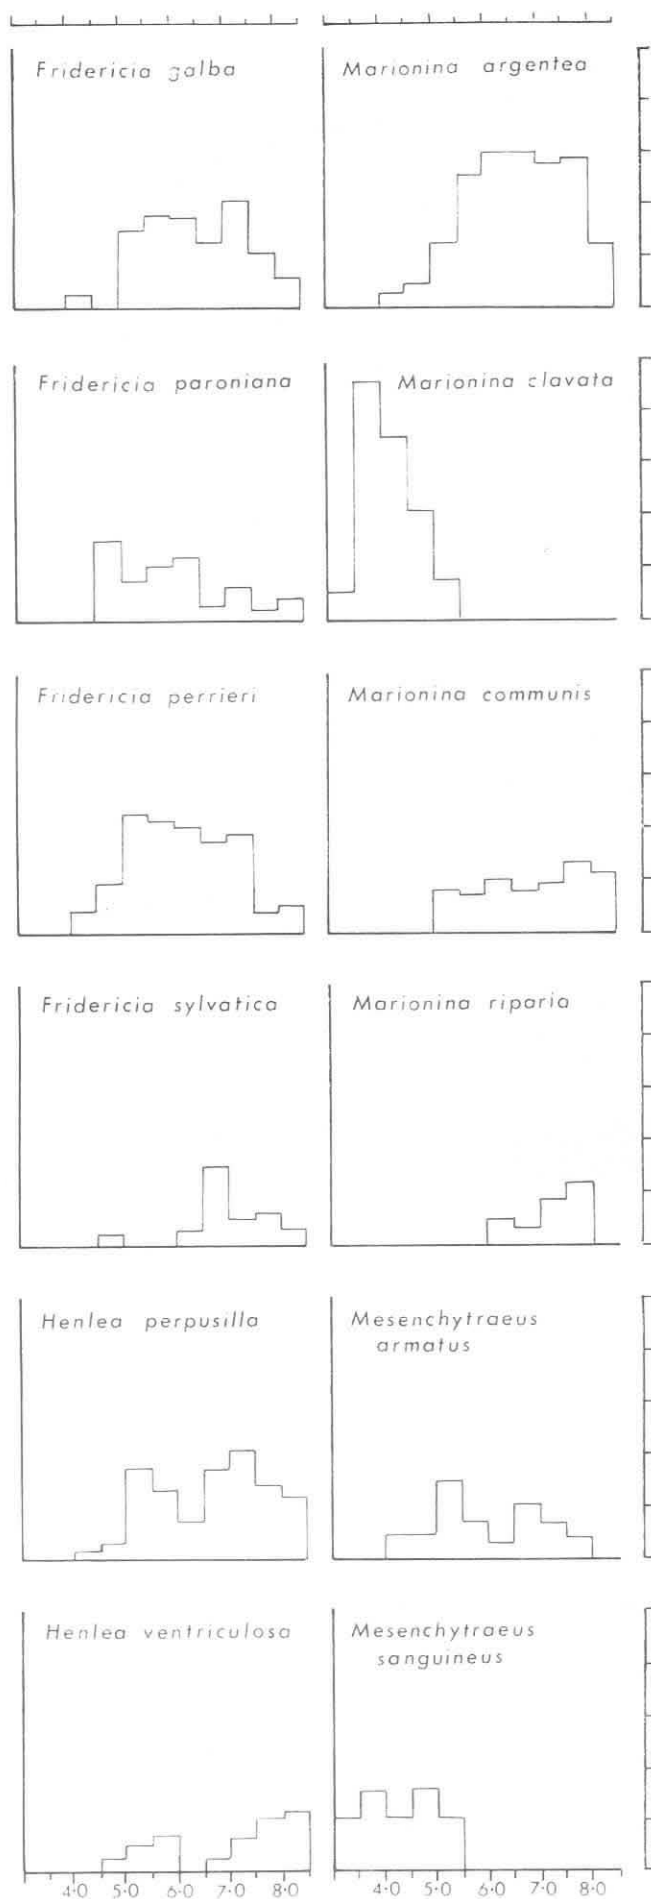 Fridericia galba
Marionina argentea
Fridericia paroniana
Marionina clavata
Fridericia perrieri
Marionina communis
Fridericia sylvatica
Marionina riparia
Henlea perpusilla
Mesenchytraeus
armatus
Henlea ventriculosa
Mesenchytraeus
sanguineus
4·0 5·0 6·0 7·0 8·0
4·0 5·0 6·0 7·0 8·0